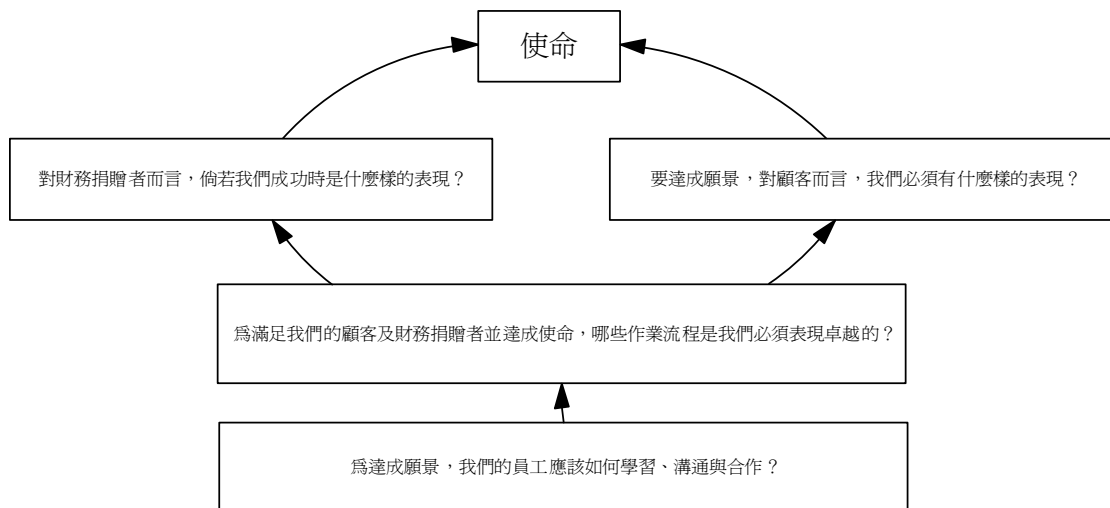 使命
對財務捐贈者而言，倘若我們成功時是什麼樣的表現？
要達成願景，對顧客而言，我們必須有什麼樣的表現？
爲滿足我們的顧客及財務捐贈者並達成使命，哪些作業流程是我們必須表現卓越的？
爲達成願景，我們的員工應該如何學習、溝通與合作？